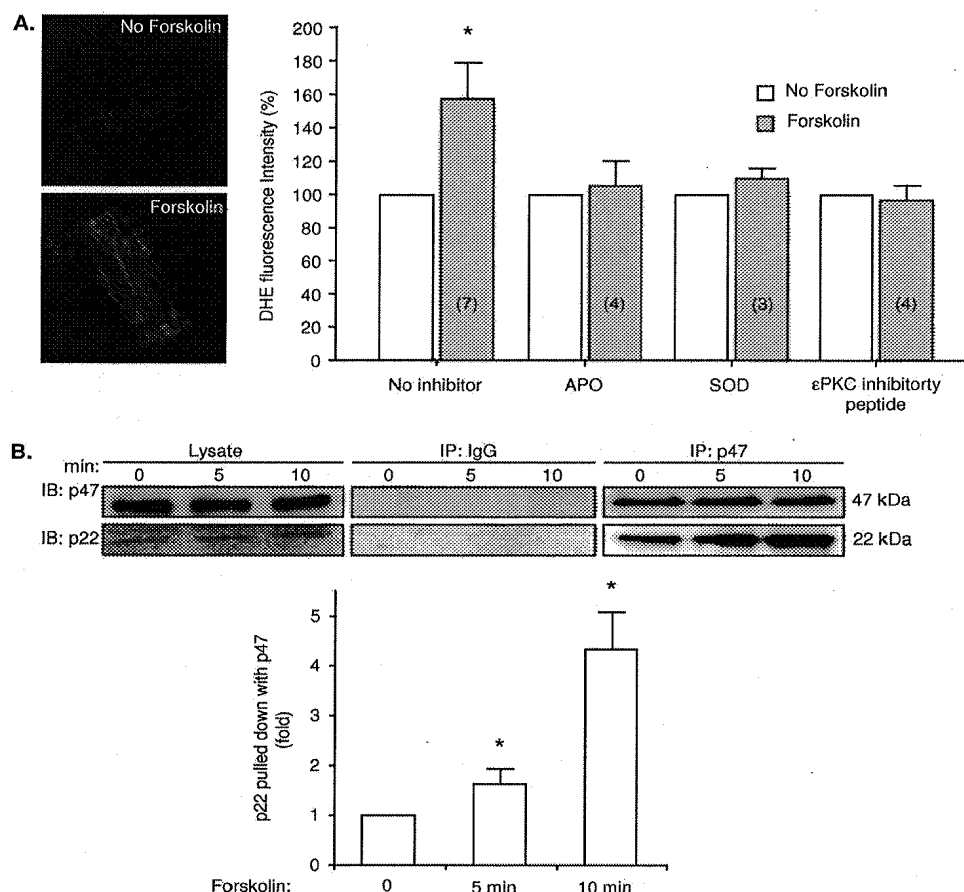 A.
No Forskolin
Forskolin
DHE fluorescence Intensity (%)
200
180
160
140
120
100
80
60
40
20
0
*
No Forskolin
Forskolin
(7)
(4)
(3)
(4)
No inhibitor
APO
SOD
εPKC inhibitorty
peptide
B.
Lysate
IP: IgG
IP: p47
min:
0 5 10
0 5 10
0 5 10
IB: p47
47 kDa
IB: p22
22 kDa
p22 pulled down with p47
(fold)
5
4
3
2
1
0
*
*
Forskolin:
0
5 min
10 min